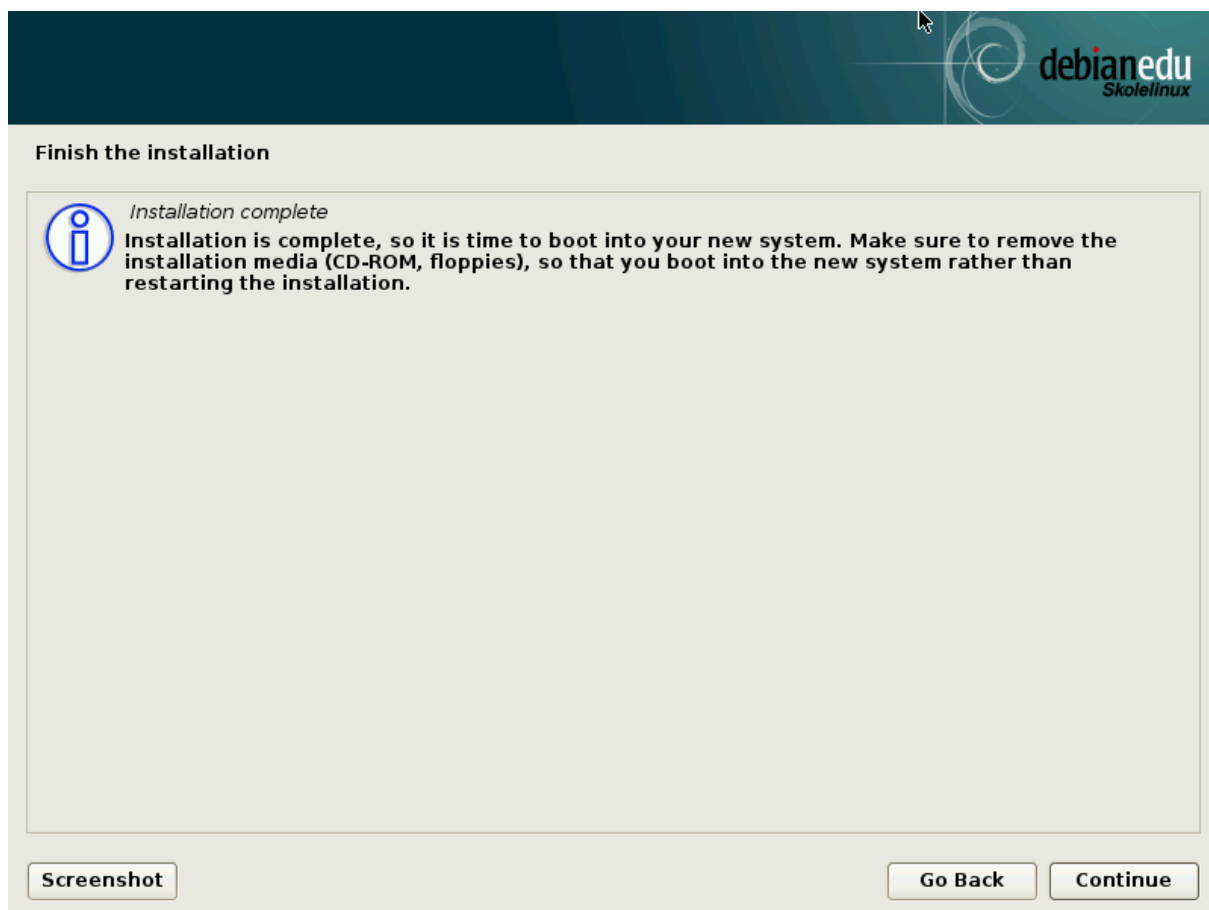 debianedu
Skolelinux
Finish the installation
Installation complete
Installation is complete, so it is time to boot into your new system. Make sure to remove the
installation media (CD-ROM, floppies), so that you boot into the new system rather than
restarting the installation.
Screenshot
Go Back
Continue